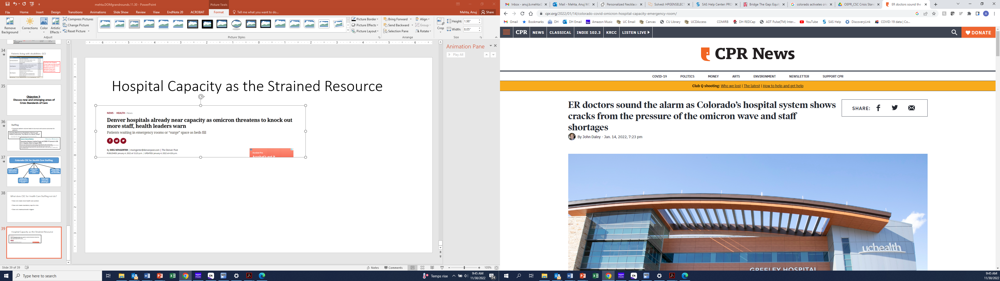 mehta.DOMgrandrounds.11.30 - PowerPoint
Picture Tools
File Home Insert Design Transitions Animations Slide Show Review View EndNote 20 ACROBAT Format Tell me what you want to do...
Mehta, Anuj Share
Remove Background
Corrections Color Artistic Effects
Compress Pictures
Change Picture
Reset Picture
Adjust
Picture Styles
Picture Border
Picture Effects
Picture Layout
Bring Forward
Send Backward
Selection Pane
Align
Group
Rotate
Arrange
Crop
Height: 1.98"
Width: 8.05"
Size
34
Patients living with disabilities: GCS
35
Objective 3:
Discuss new and emerging areas of
Crisis Standards of Care
36
Staffing
37
Colorado CSC for Health Care Staffing
38
What does CSC for Health Care Staffing not do?
• Does not create more health care workers
39
Hospital Capacity as the Strained Resource
Hospital Capacity as the Strained Resource
NEWS HEALTH • News
Denver hospitals already near capacity as omicron threatens to knock out
more staff, health leaders warn
Patients waiting in emergency rooms or “surge” space as beds fill
By MEG WINGERTER | mwingerter@denverpost.com | The Denver Post
PUBLISHED: January 4, 2022 at 12:23 p.m. | UPDATED: January 4, 2022 at 4:36 p.m.
Acrobat Pro
Acrobat's got it
Animation Pane
Play All
Slide 39 of 39
Notes Comments 105%
Type here to search
Temps rise
9:45 AM
11/30/2022
24
Inbox - anuj.b.mehta@ Mail - Mehta, Anuj MD Personalized Necklace Solved: HPGENSELECT SAS Help Center: PRO Bridge The Gap: Equit colorado activates cris OEPR_CSC Crisis Stan ER doctors sound the
cpr.org/2022/01/14/colorado-covid-omicron-hospital-capacity-emergency-room/
Gmail Bookmarks DH DH Email Amazon Music UC Email Canvas CU Library UCDAccess COMIRB DH REDCap ADT Pulse(TM) Inter... YouTube SAS Help DiscoveryLink COVID-19 data | Co...
CPR NEWS CLASSICAL INDIE 102.3 KRCC LISTEN LIVE DONATE
CPR News
COVID-19 POLITICS MONEY ARTS ENVIRONMENT NEWSLETTER SUPPORT CPR
Club Q shooting: Who we lost | The latest | How to help and get help
ER doctors sound the alarm as Colorado’s hospital system shows
cracks from the pressure of the omicron wave and staff
shortages
SHARE:
By John Daley · Jan. 14, 2022, 7:23 pm
uchealth
GREELEY HOSPITAL
9:45 AM
11/30/2022